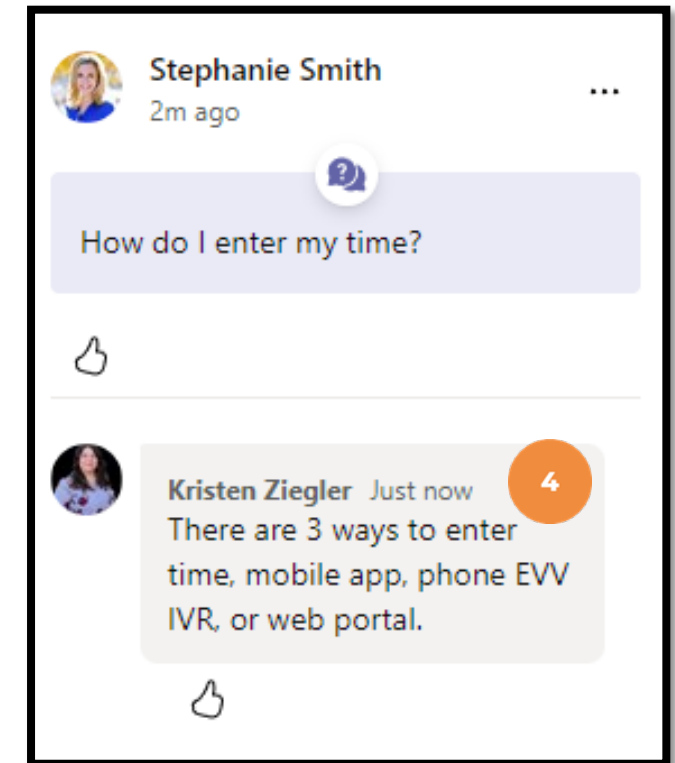 Stephanie Smith
2m ago
...
?
How do I enter my time?
Kristen Ziegler Just now
4
There are 3 ways to enter
time, mobile app, phone EVV
IVR, or web portal.